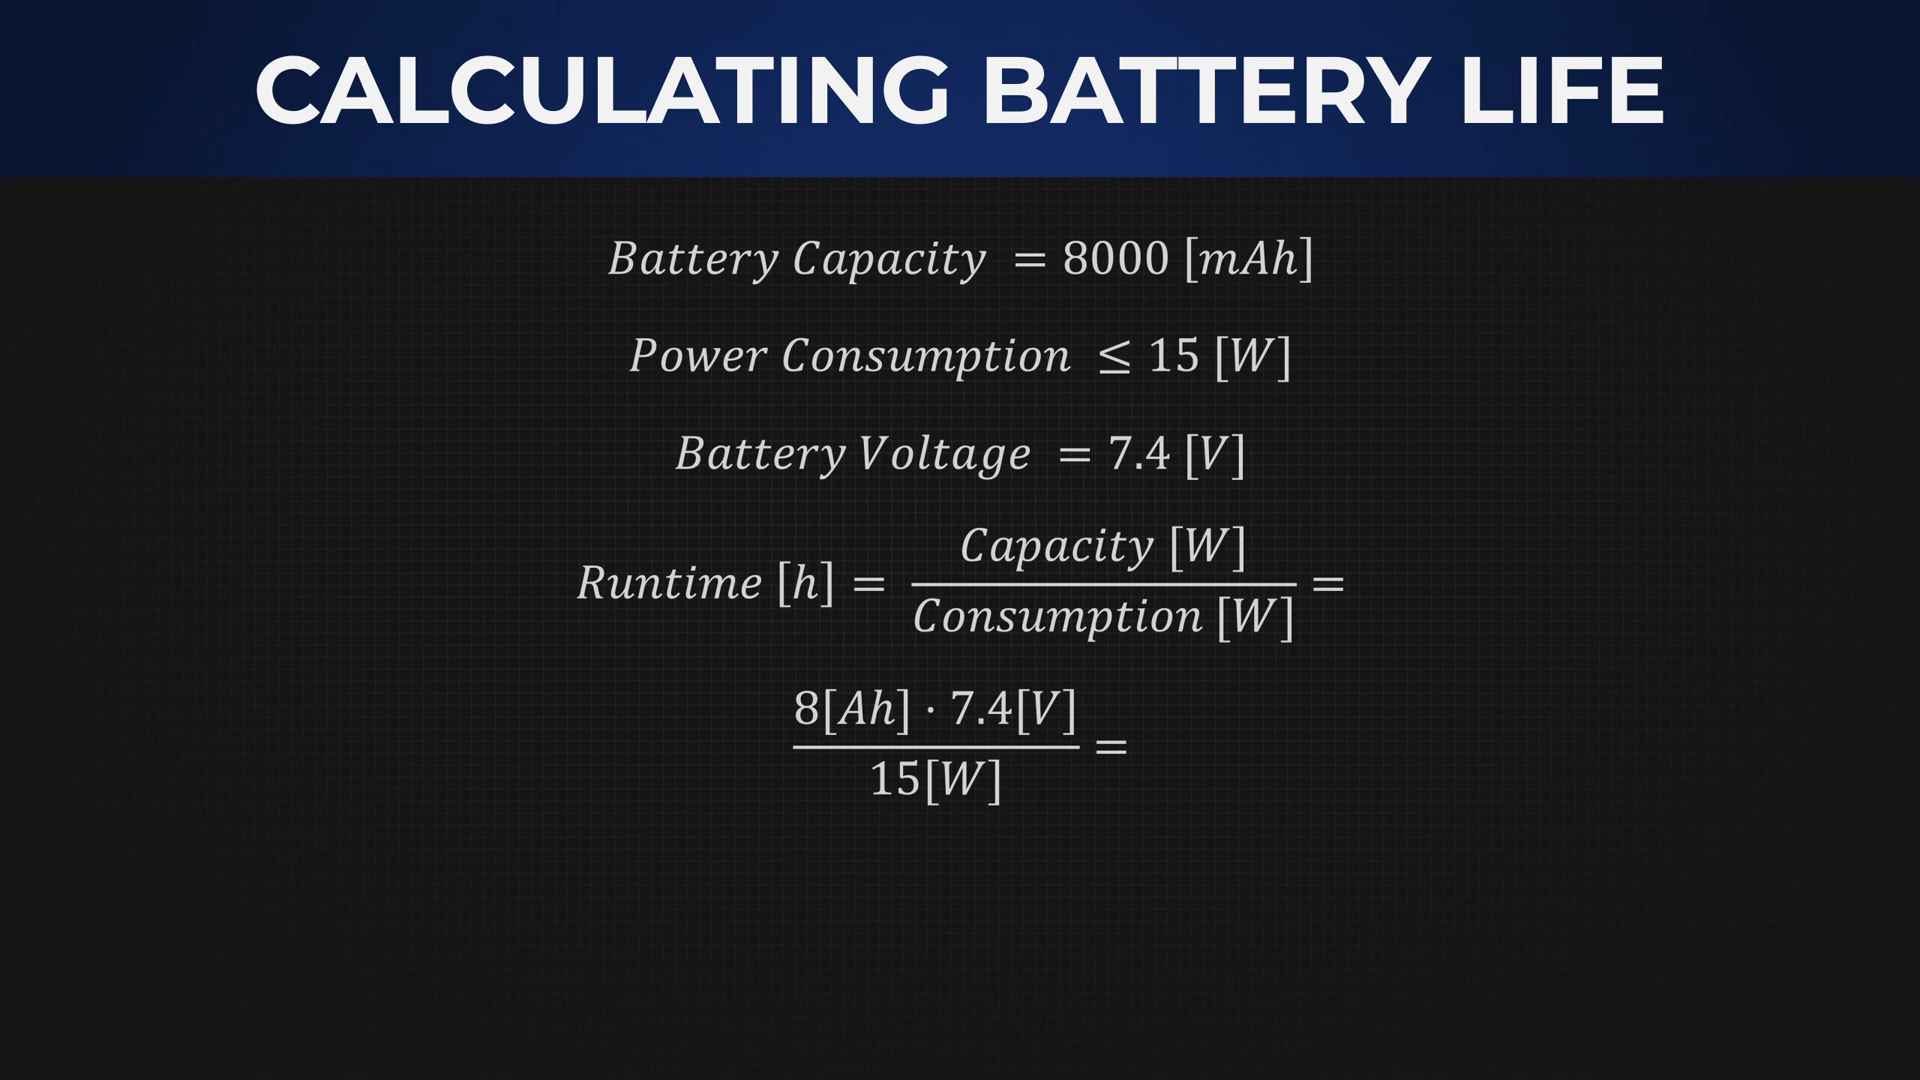 CALCULATING BATTERY LIFE
Battery Capacity = 8000 [mAh]
Power Consumption ≤ 15 [W]
Battery Voltage = 7.4 [V]
Runtime [h] = Capacity [W] / Consumption [W] =
8[Ah] · 7.4[V] / 15[W] =